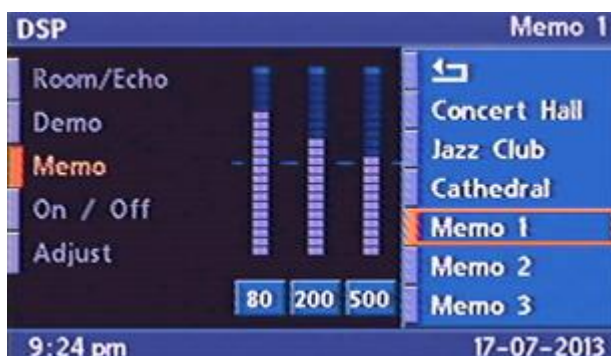 DSP Memo 1
Room/Echo
Demo
Memo
On / Off
Adjust
80 200 500
Concert Hall
Jazz Club
Cathedral
Memo 1
Memo 2
Memo 3
9:24 pm 17-07-2013